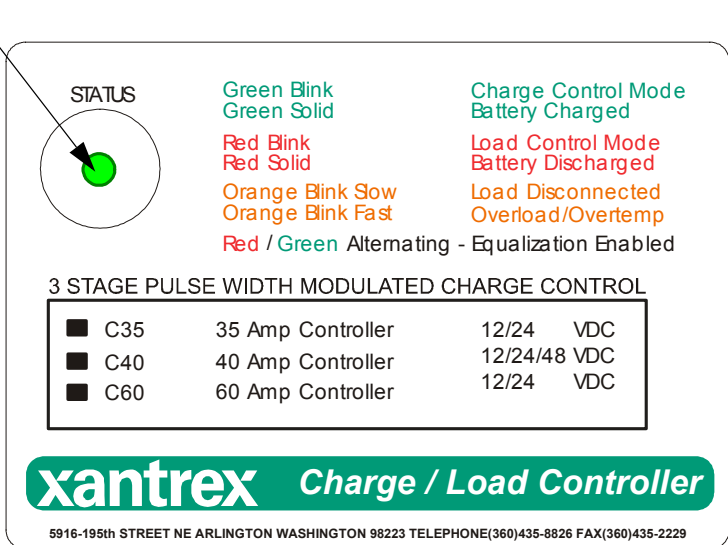 STATUS
Green Blink Charge Control Mode
Green Solid Battery Charged
Red Blink Load Control Mode
Red Solid Battery Discharged
Orange Blink Slow Load Disconnected
Orange Blink Fast Overload/Overtemp
Red / Green Alternating - Equalization Enabled
3 STAGE PULSE WIDTH MODULATED CHARGE CONTROL
C35 35 Amp Controller 12/24 VDC
C40 40 Amp Controller 12/24/48 VDC
C60 60 Amp Controller 12/24 VDC
xantrex Charge / Load Controller
5916-195th STREET NE ARLINGTON WASHINGTON 98223 TELEPHONE(360)435-8826 FAX(360)435-2229